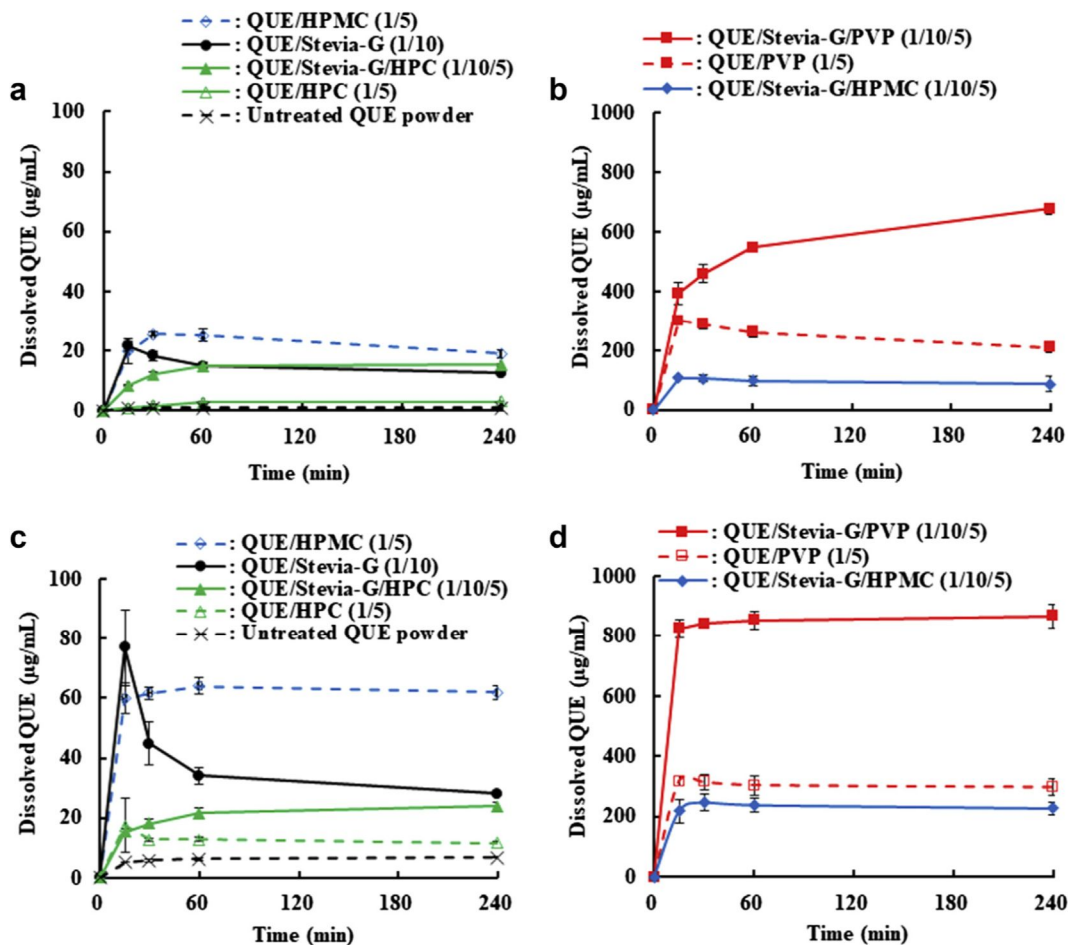 a
: QUE/HPMC (1/5)
: QUE/Stevia-G (1/10)
: QUE/Stevia-G/HPC (1/10/5)
: QUE/HPC (1/5)
: Untreated QUE powder
Dissolved QUE (µg/mL)
100
80
60
40
20
0
0 60 120 180 240
Time (min)
b
: QUE/Stevia-G/PVP (1/10/5)
: QUE/PVP (1/5)
: QUE/Stevia-G/HPMC (1/10/5)
Dissolved QUE (µg/mL)
1000
800
600
400
200
0
0 60 120 180 240
Time (min)
c
: QUE/HPMC (1/5)
: QUE/Stevia-G (1/10)
: QUE/Stevia-G/HPC (1/10/5)
: QUE/HPC (1/5)
: Untreated QUE powder
Dissolved QUE (µg/mL)
100
80
60
40
20
0
0 60 120 180 240
Time (min)
d
: QUE/Stevia-G/PVP (1/10/5)
: QUE/PVP (1/5)
: QUE/Stevia-G/HPMC (1/10/5)
Dissolved QUE (µg/mL)
1000
800
600
400
200
0
0 60 120 180 240
Time (min)